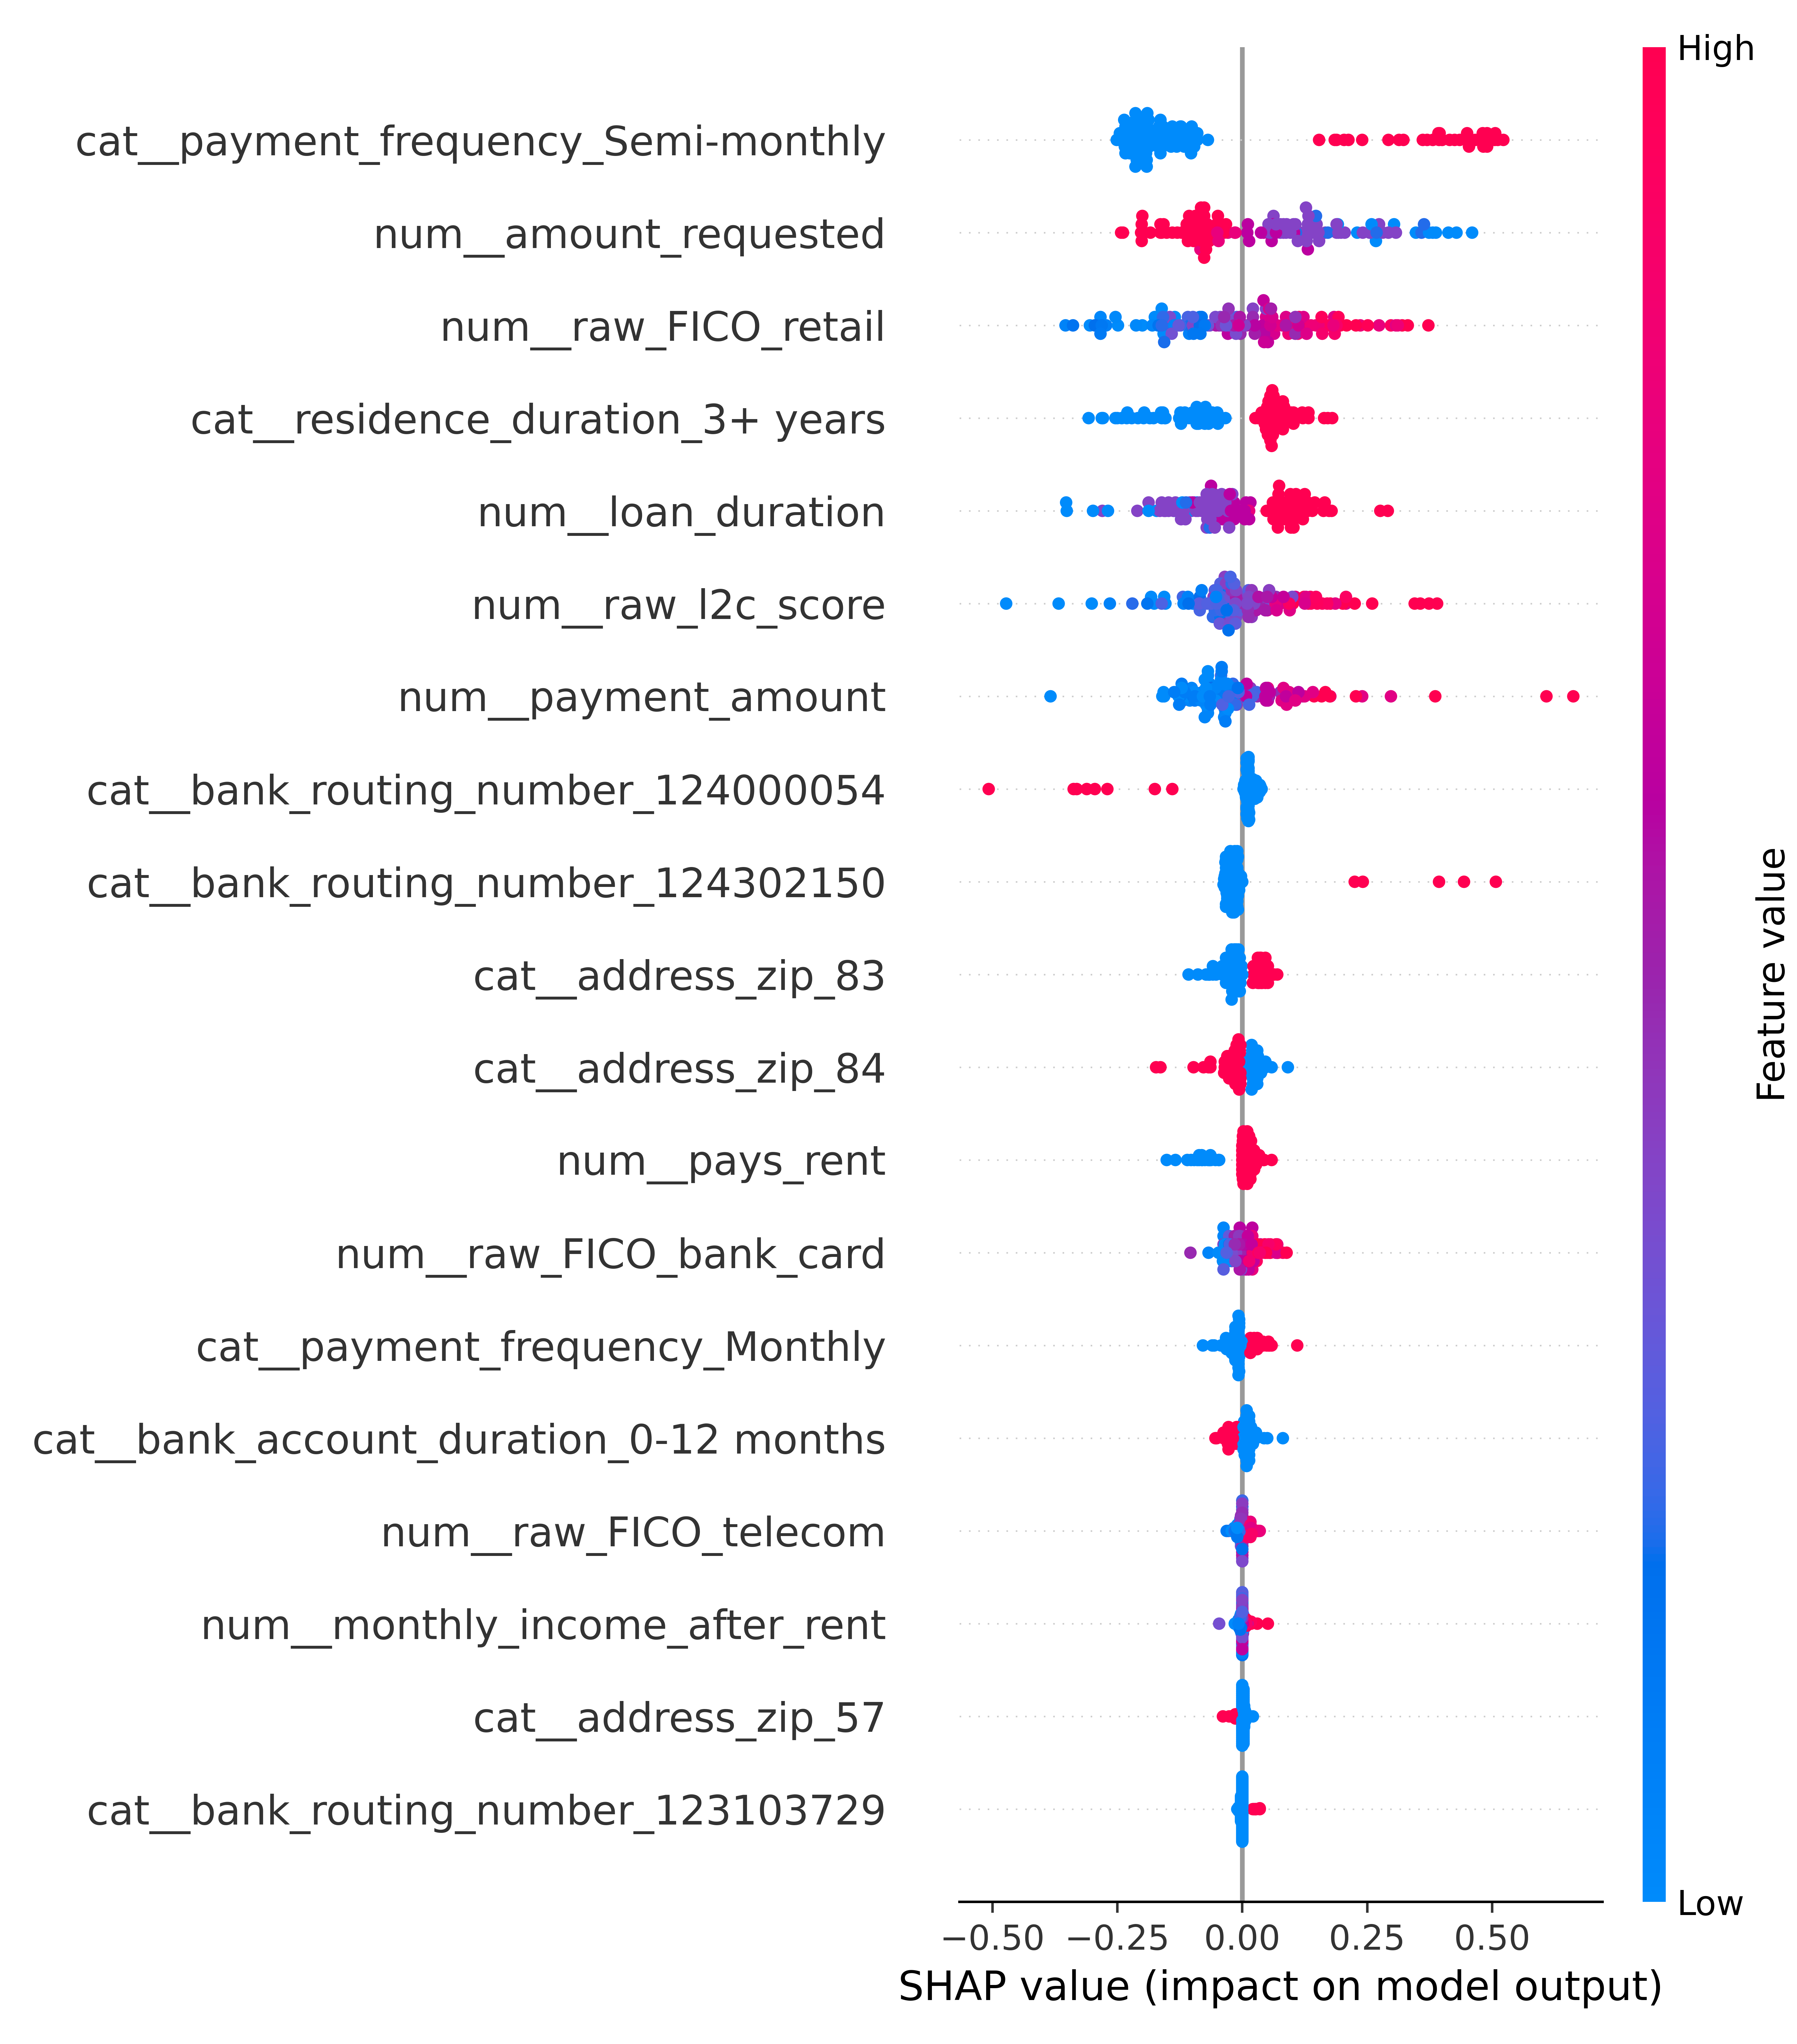 High
cat__payment_frequency_Semi-monthly
num__amount_requested
num__raw_FICO_retail
cat__residence_duration_3+ years
num__loan_duration
num__raw_l2c_score
num__payment_amount
cat__bank_routing_number_124000054
cat__bank_routing_number_124302150
cat__address_zip_83
cat__address_zip_84
num__pays_rent
num__raw_FICO_bank_card
cat__payment_frequency_Monthly
cat__bank_account_duration_0-12 months
num__raw_FICO_telecom
num__monthly_income_after_rent
cat__address_zip_57
cat__bank_routing_number_123103729
Feature value
Low
−0.50 −0.25 0.00 0.25 0.50
SHAP value (impact on model output)